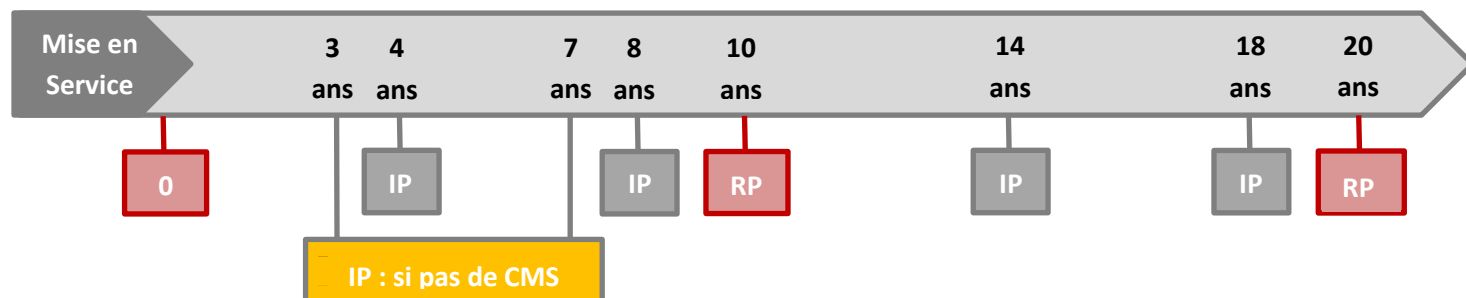 Mise en
Service
3 4 7 8 10 14 18 20
ans ans ans ans ans ans ans ans
0 IP IP RP IP IP RP
IP : si pas de CMS